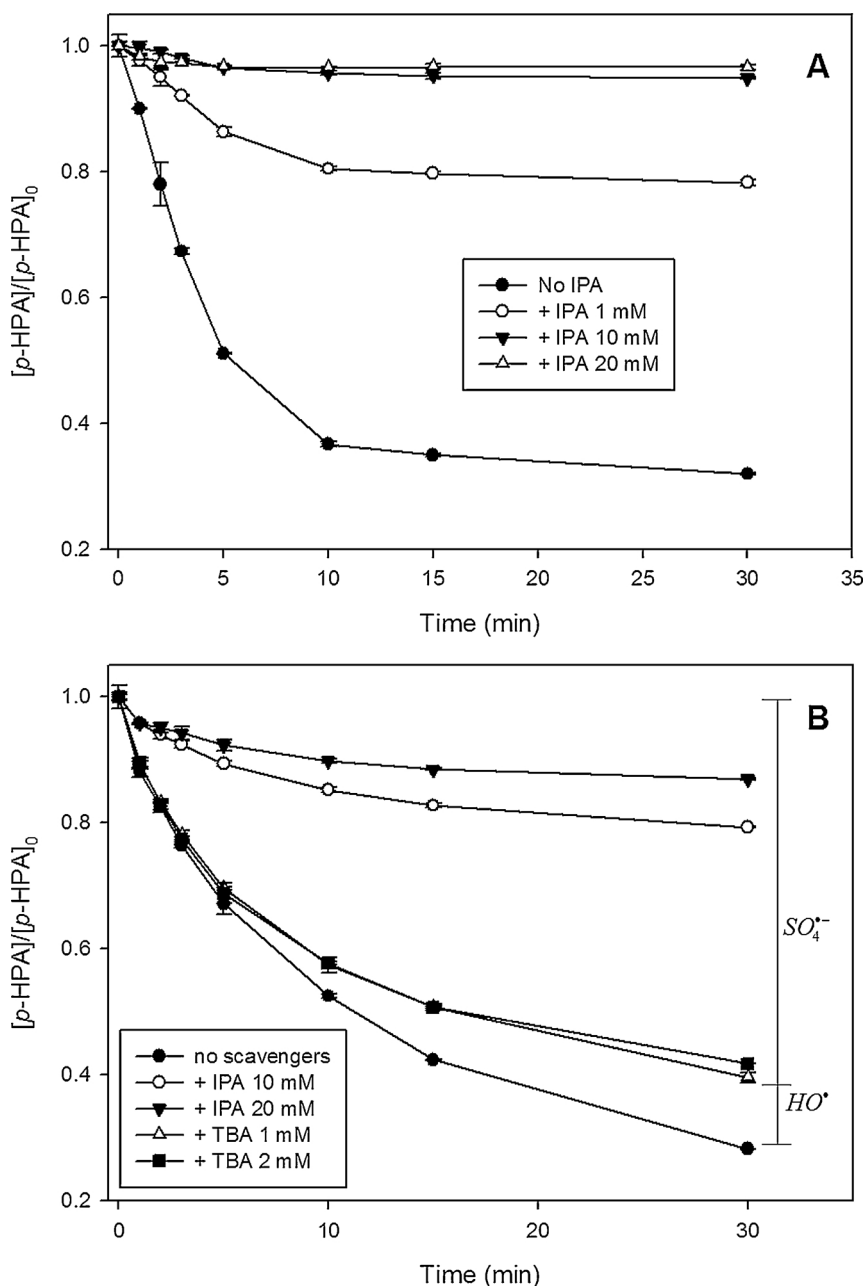 A
1.0
0.8
0.6
0.4
0.2
[p-HPA]/[p-HPA]₀
No IPA
+ IPA 1 mM
+ IPA 10 mM
+ IPA 20 mM
0 5 10 15 20 25 30 35
Time (min)
B
1.0
0.8
0.6
0.4
0.2
[p-HPA]/[p-HPA]₀
SO₄•⁻
HO•
no scavengers
+ IPA 10 mM
+ IPA 20 mM
+ TBA 1 mM
+ TBA 2 mM
0 10 20 30
Time (min)